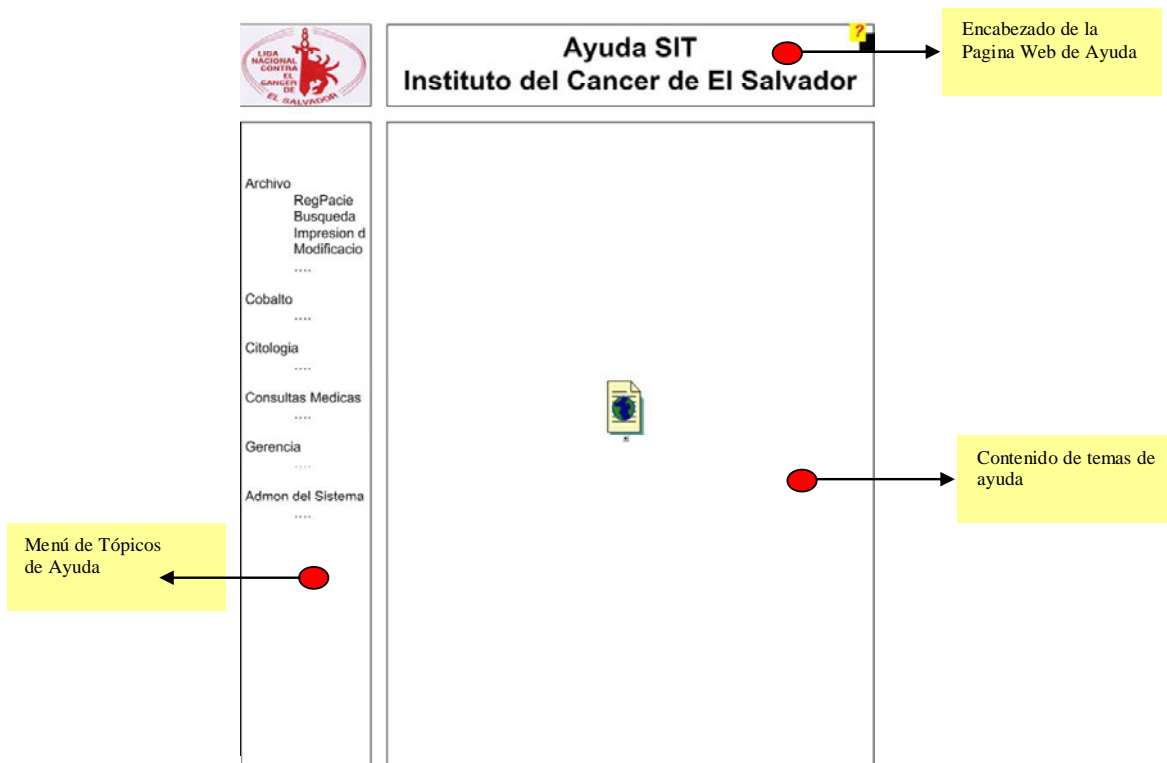 LIGA
NACIONAL
CONTRA
EL
CANCER
DE
EL SALVADOR
Ayuda SIT
Instituto del Cancer de El Salvador
?
Encabezado de la
Pagina Web de Ayuda
Archivo
RegPacie
Busqueda
Impresion d
Modificacio
....
Cobalto
....
Citologia
....
Consultas Medicas
....
Gerencia
....
Admon del Sistema
....
Contenido de temas de
ayuda
Menú de Tópicos
de Ayuda